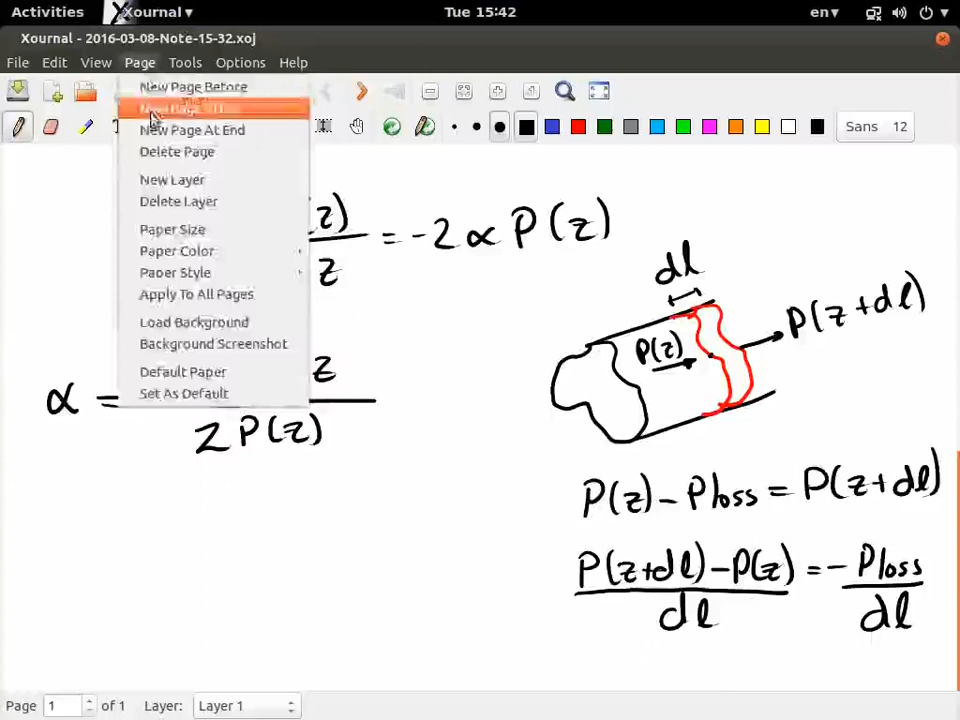 Activities Xournal ▾ Tue 15:42 en ▾
Xournal - 2016-03-08-Note-15-32.xoj
File Edit View Page Tools Options Help
New Page Before
New Page
New Page At End
Delete Page
New Layer
Delete Layer
Paper Size
Paper Color
Paper Style
Apply To All Pages
Load Background
Background Screenshot
Default Paper
Set As Default
Sans 12
z) = -2 α P(z)
z
dl
P(z+dl)
P(z)
α = z
2 P(z)
P(z) - Ploss = P(z+dl)
P(z+dl) - P(z) = - Ploss
dl dl
Page 1 of 1 Layer: Layer 1